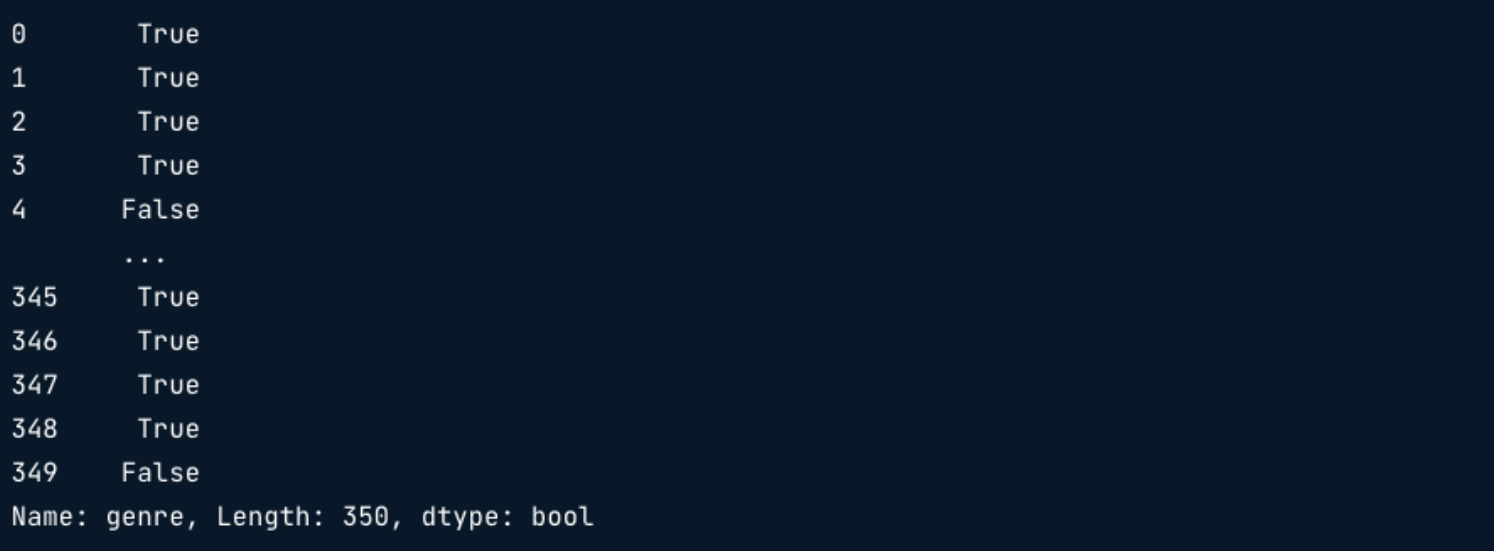 0       True
1       True
2       True
3       True
4      False
       ...
345     True
346     True
347     True
348     True
349    False
Name: genre, Length: 350, dtype: bool